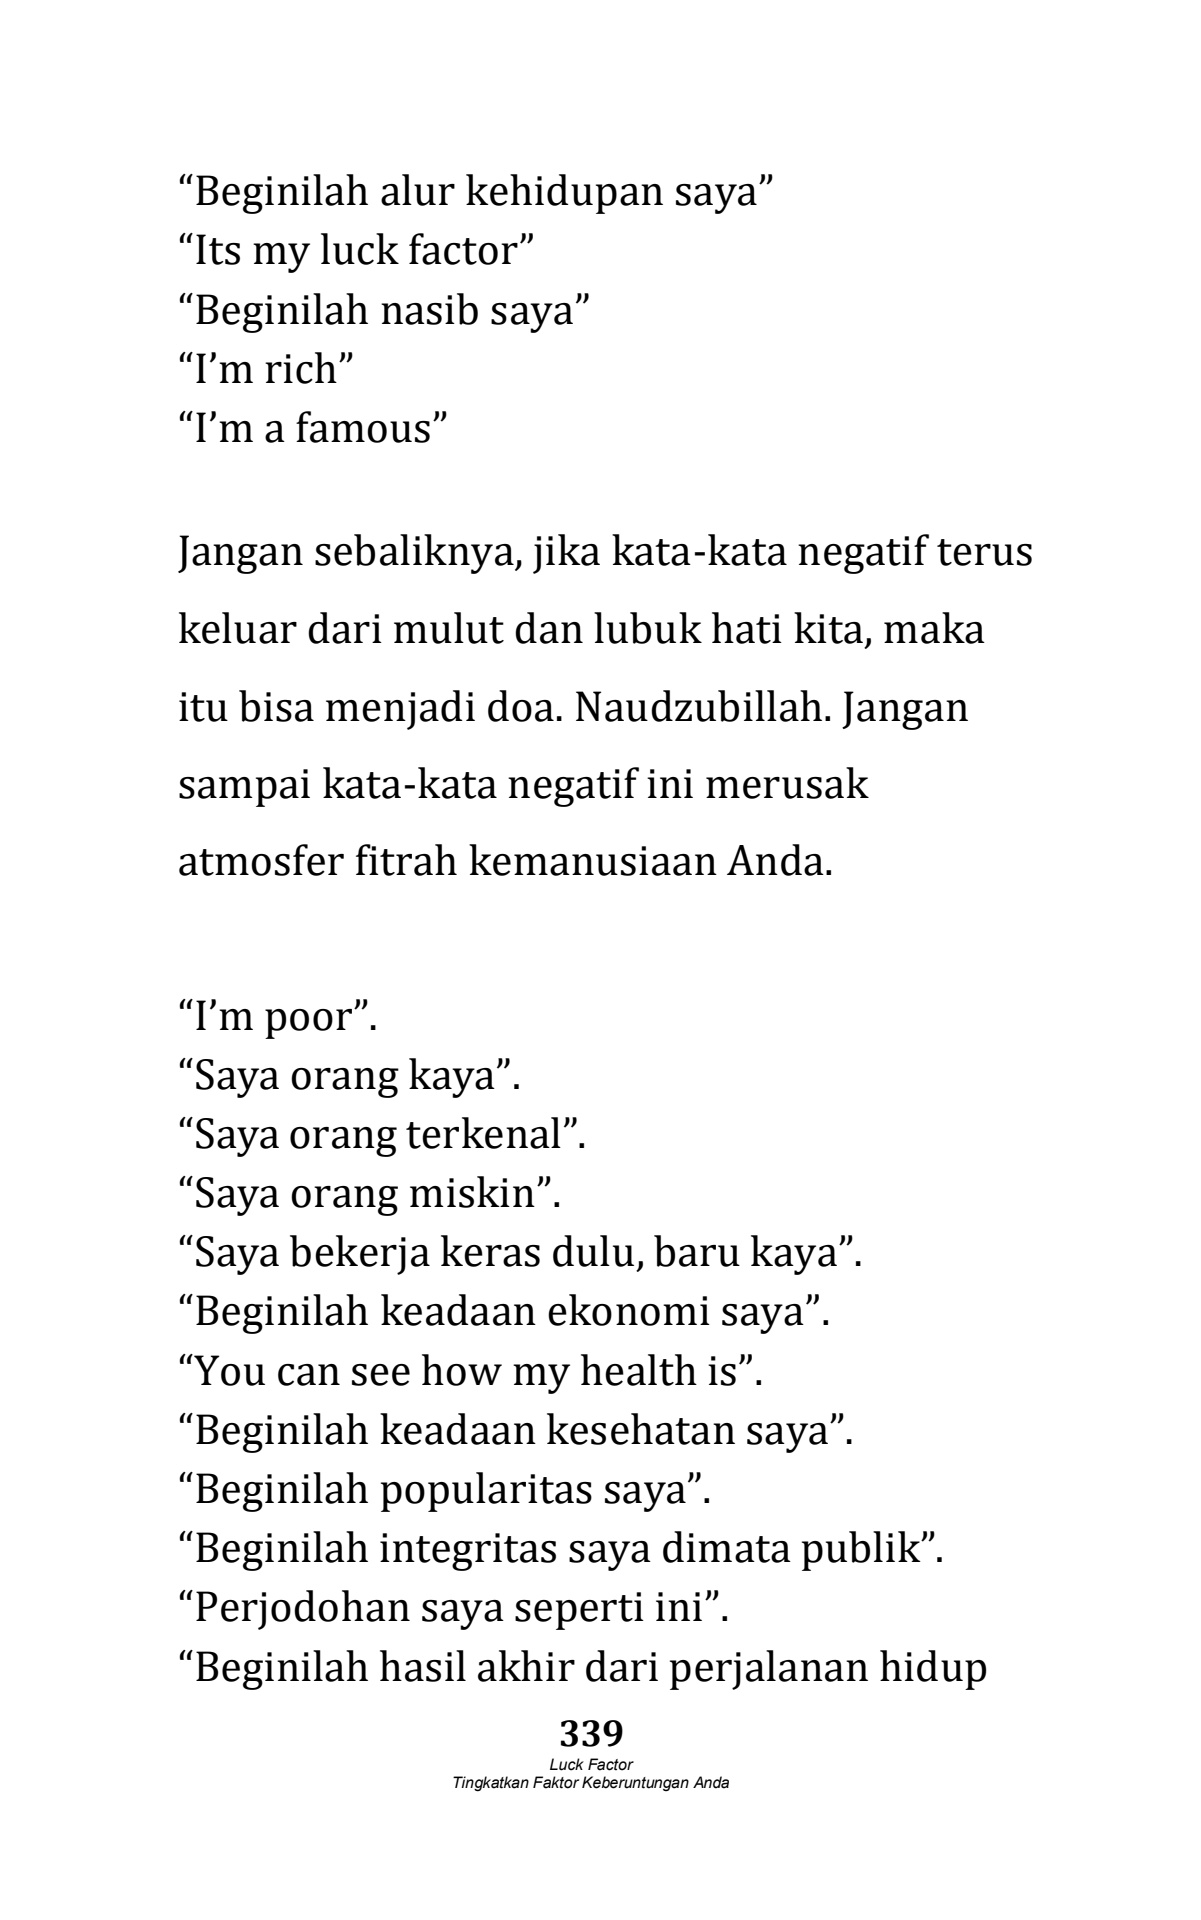 “Beginilah alur kehidupan saya”
“Its my luck factor”
“Beginilah nasib saya”
“I’m rich”
“I’m a famous”
Jangan sebaliknya, jika kata-kata negatif terus
keluar dari mulut dan lubuk hati kita, maka
itu bisa menjadi doa. Naudzubillah. Jangan
sampai kata-kata negatif ini merusak
atmosfer fitrah kemanusiaan Anda.
“I’m poor”.
“Saya orang kaya”.
“Saya orang terkenal”.
“Saya orang miskin”.
“Saya bekerja keras dulu, baru kaya”.
“Beginilah keadaan ekonomi saya”.
“You can see how my health is”.
“Beginilah keadaan kesehatan saya”.
“Beginilah popularitas saya”.
“Beginilah integritas saya dimata publik”.
“Perjodohan saya seperti ini”.
“Beginilah hasil akhir dari perjalanan hidup
339
Luck Factor
Tingkatkan Faktor Keberuntungan Anda